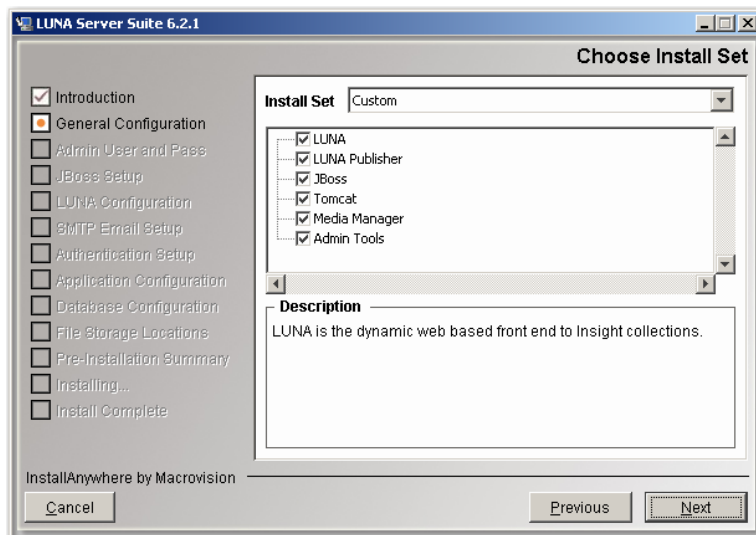 LUNA Server Suite 6.2.1
Choose Install Set
Introduction
General Configuration
Admin User and Pass
JBoss Setup
LUNA Configuration
SMTP Email Setup
Authentication Setup
Application Configuration
Database Configuration
File Storage Locations
Pre-Installation Summary
Installing...
Install Complete
Install Set
Custom
LUNA
LUNA Publisher
JBoss
Tomcat
Media Manager
Admin Tools
Description
LUNA is the dynamic web based front end to Insight collections.
InstallAnywhere by Macrovision
Cancel
Previous
Next